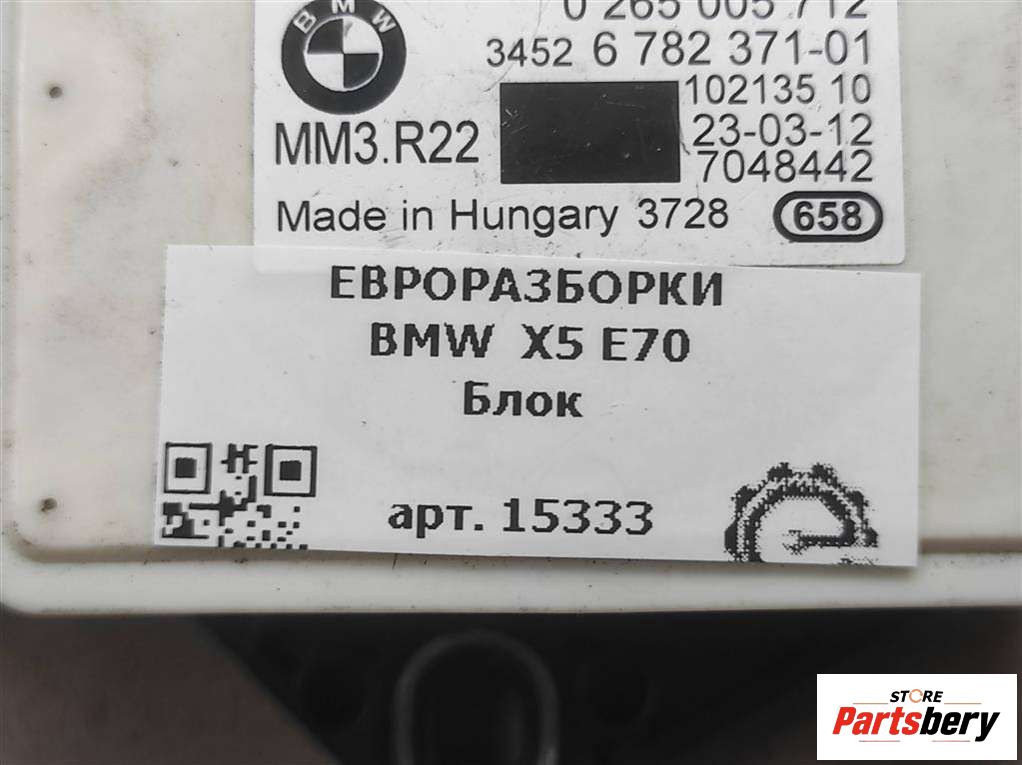 BMW
0 265 005 712
3452 6 782 371-01
102135 10
23-03-12
MM3.R22
7048442
Made in Hungary 3728 658
ЕВРОРАЗБОРКИ
BMW X5 E70
Блок
арт. 15333
STORE
Partsbery